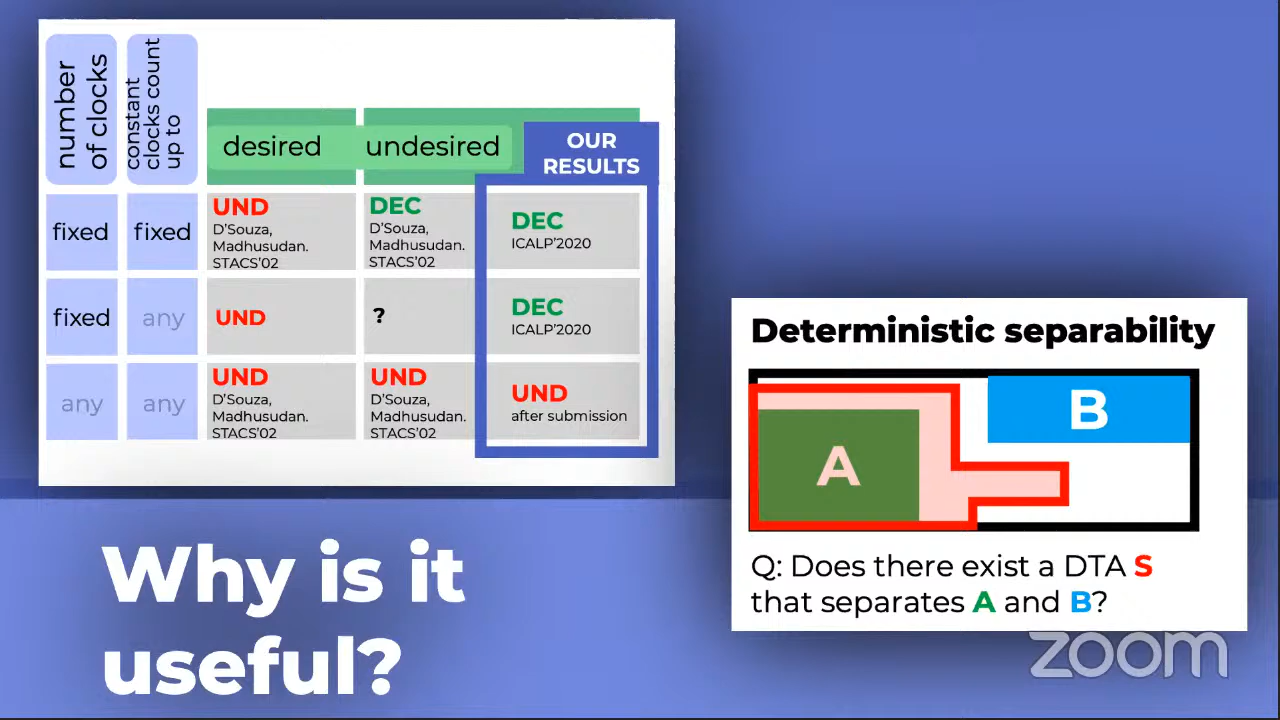 number
of clocks
constant
clocks count
up to
desired
undesired
OUR
RESULTS
fixed
fixed
UND
D'Souza,
Madhusudan.
STACS'02
DEC
D'Souza,
Madhusudan.
STACS'02
DEC
ICALP'2020
fixed
any
UND
?
DEC
ICALP'2020
any
any
UND
D'Souza,
Madhusudan.
STACS'02
UND
D'Souza,
Madhusudan.
STACS'02
UND
after submission
Deterministic separability
A
B
Q: Does there exist a DTA S
that separates A and B?
Why is it
useful?
zoom